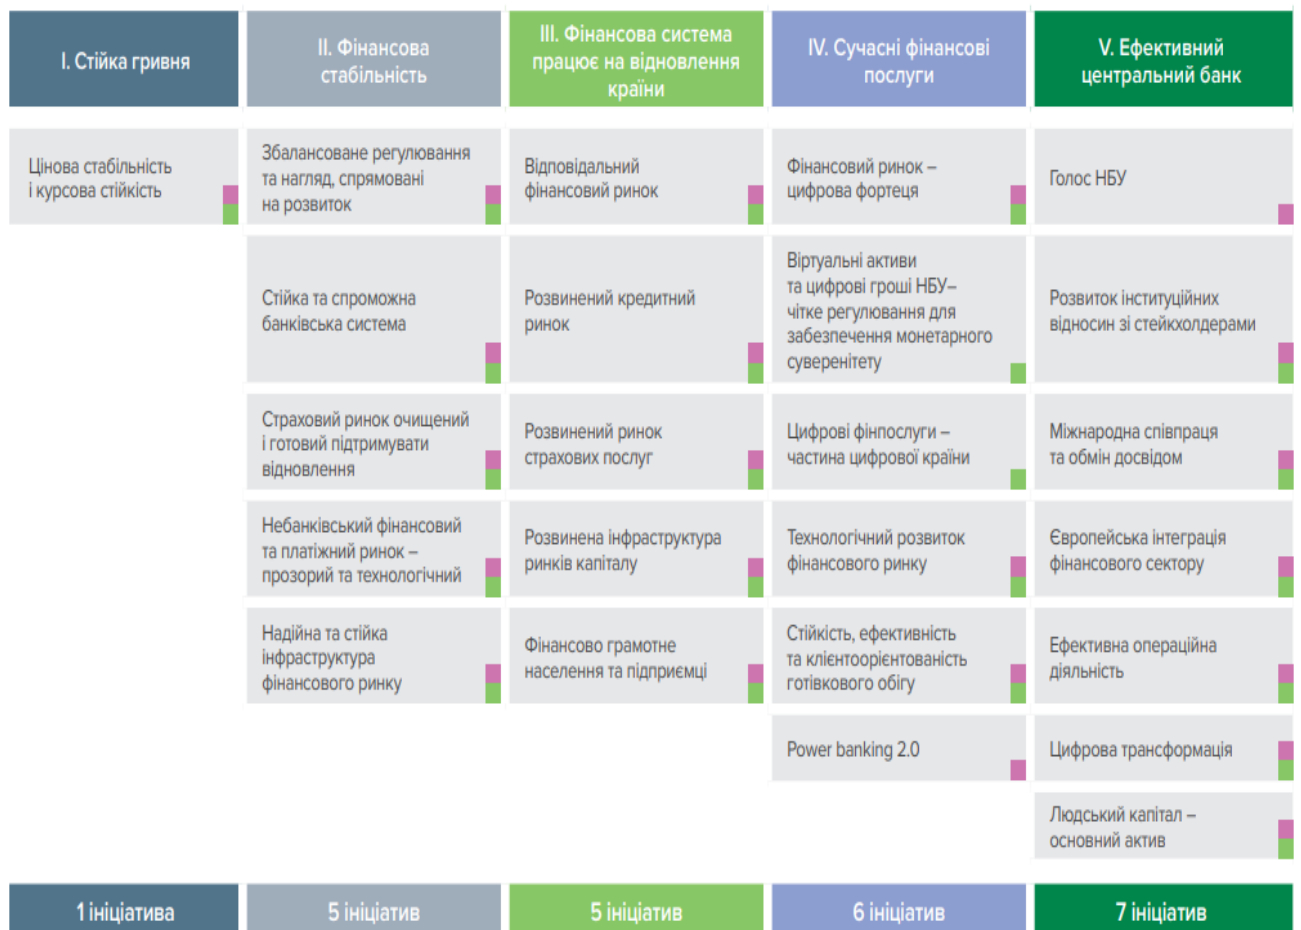 I. Стійка гривня
II. Фінансова
стабільність
III. Фінансова система
працює на відновлення
країни
IV. Сучасні фінансові
послуги
V. Ефективний
центральний банк
Цінова стабільність
і курсова стійкість
Збалансоване регулювання
та нагляд, спрямовані
на розвиток
Відповідальний
фінансовий ринок
Фінансовий ринок –
цифрова фортеця
Голос НБУ
Стійка та спроможна
банківська система
Розвинений кредитний
ринок
Віртуальні активи
та цифрові гроші НБУ–
чітке регулювання для
забезпечення монетарного
суверенітету
Розвиток інституційних
відносин зі стейкхолдерами
Страховий ринок очищений
і готовий підтримувати
відновлення
Розвинений ринок
страхових послуг
Цифрові фінпослуги –
частина цифрової країни
Міжнародна співпраця
та обмін досвідом
Небанківський фінансовий
та платіжний ринок –
прозорий та технологічний
Розвинена інфраструктура
ринків капіталу
Технологічний розвиток
фінансового ринку
Європейська інтеграція
фінансового сектору
Надійна та стійка
інфраструктура
фінансового ринку
Фінансово грамотне
населення та підприємці
Стійкість, ефективність
та клієнтоорієнтованість
готівкового обігу
Ефективна операційна
діяльність
Power banking 2.0
Цифрова трансформація
Людський капітал –
основний актив
1 ініціатива
5 ініціатив
5 ініціатив
6 ініціатив
7 ініціатив